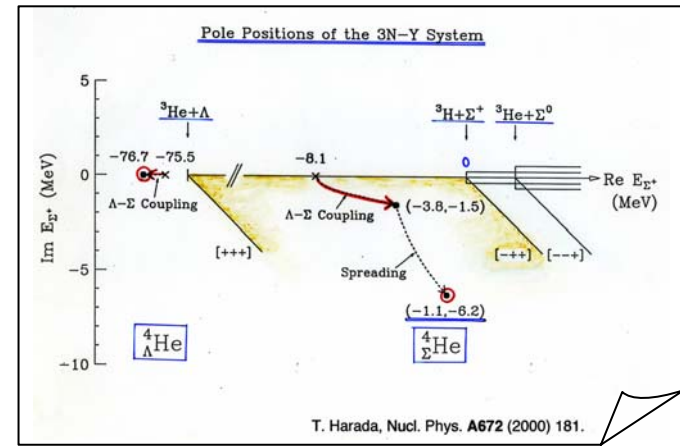 Pole Positions of the 3N-Y System
5
0
-5
-10
Im E_Σ⁺ (MeV)
³He+Λ
³H+Σ⁺
³He+Σ⁰
-76.7
-75.5
-8.1
0
Re E_Σ⁺
(MeV)
Λ-Σ Coupling
Λ-Σ Coupling
(-3.8,-1.5)
[+++]
[-++]
[--+]
Spreading
(-1.1,-6.2)
⁴_ΛHe
⁴_ΣHe
T. Harada, Nucl. Phys. A672 (2000) 181.